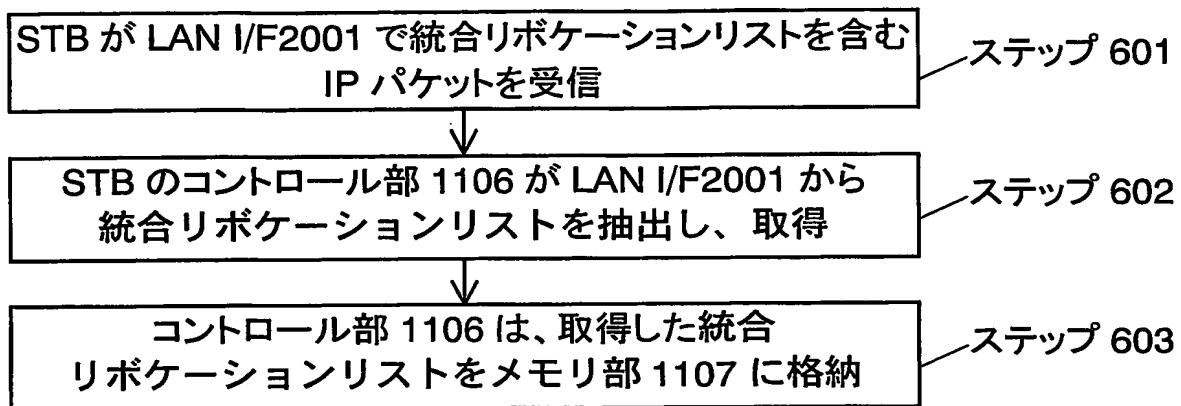 STB が LAN I/F2001 で統合リボケーションリストを含む
IP パケットを受信
ステップ 601
STB のコントロール部 1106 が LAN I/F2001 から
統合リボケーションリストを抽出し、取得
ステップ 602
コントロール部 1106 は、取得した統合
リボケーションリストをメモリ部 1107 に格納
ステップ 603